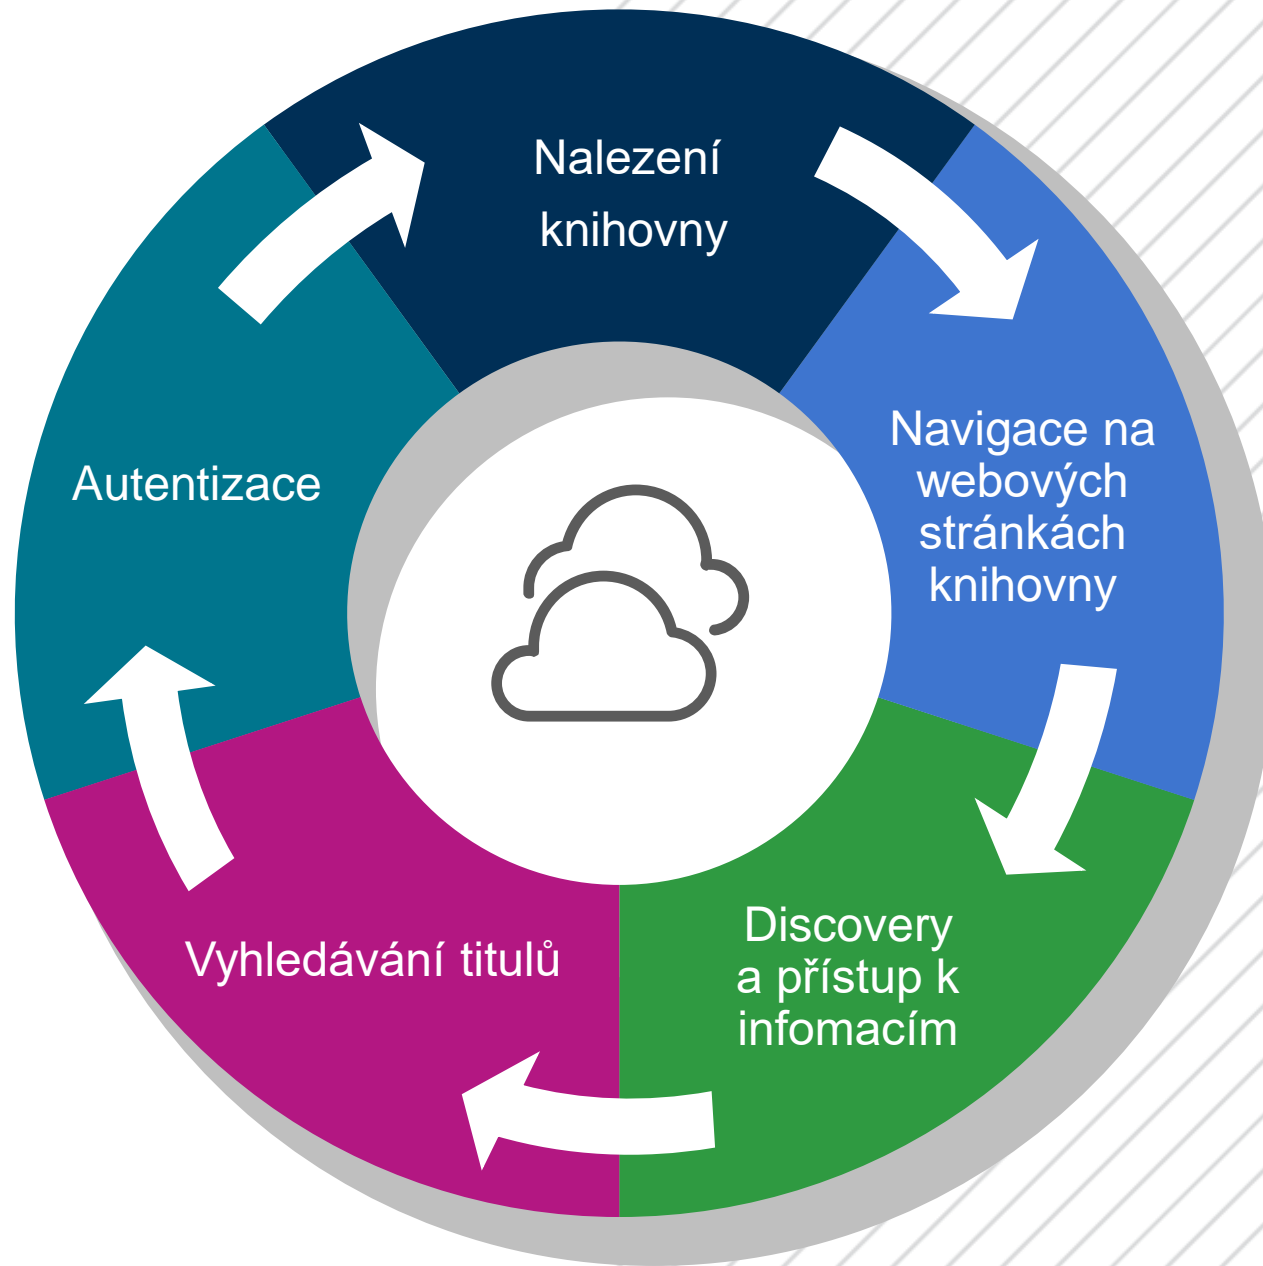 Nalezení
knihovny
Navigace na
webových
stránkách
knihovny
Discovery
a přístup k
infomacím
Vyhledávání titulů
Autentizace